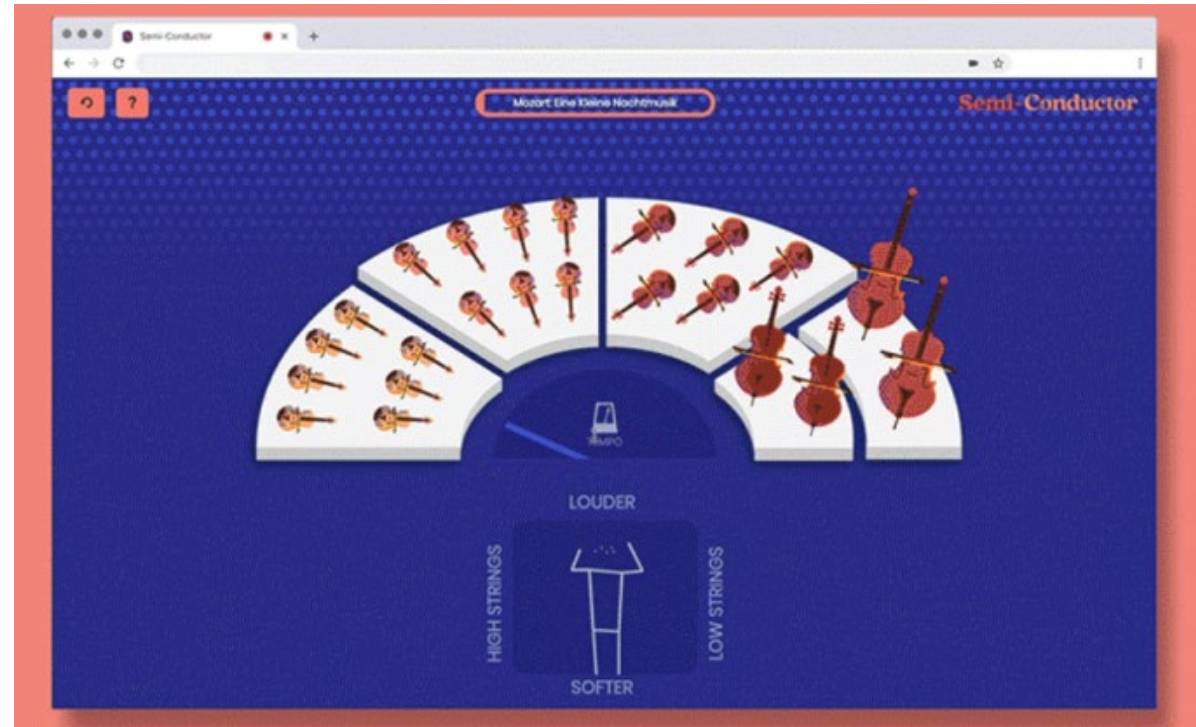 Semi-Conductor
?
Mozart: Eine Kleine Nachtmusik
Semi-Conductor
TEMPO
LOUDER
HIGH STRINGS
LOW STRINGS
SOFTER